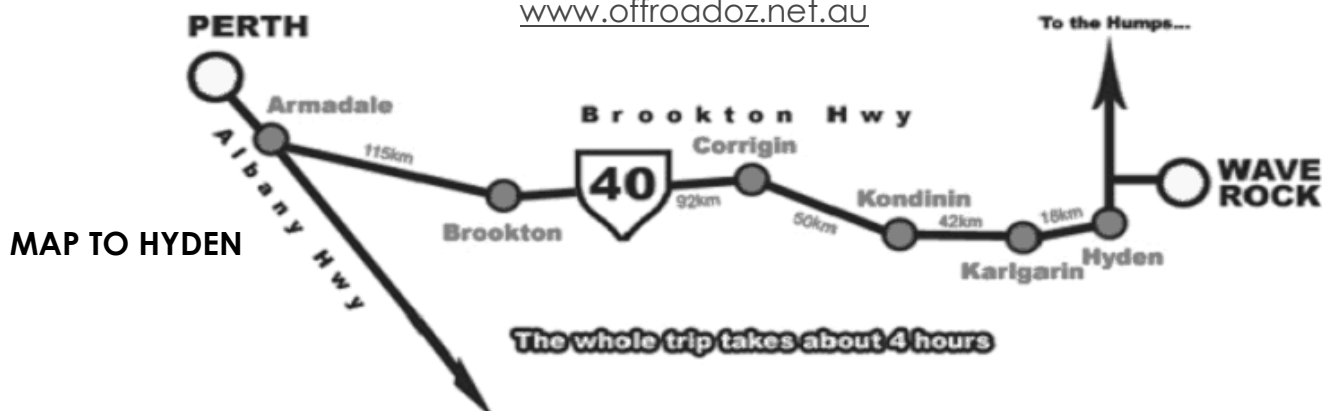 www.offroadoz.net.au
PERTH
To the Humps...
Armadale
Brookton Hwy
Albany Hwy
115km
Corrigin
40
92km
WAVE
ROCK
Kondinin
50km
42km
18km
Brookton
MAP TO HYDEN
Karlgarin
Hyden
The whole trip takes about 4 hours